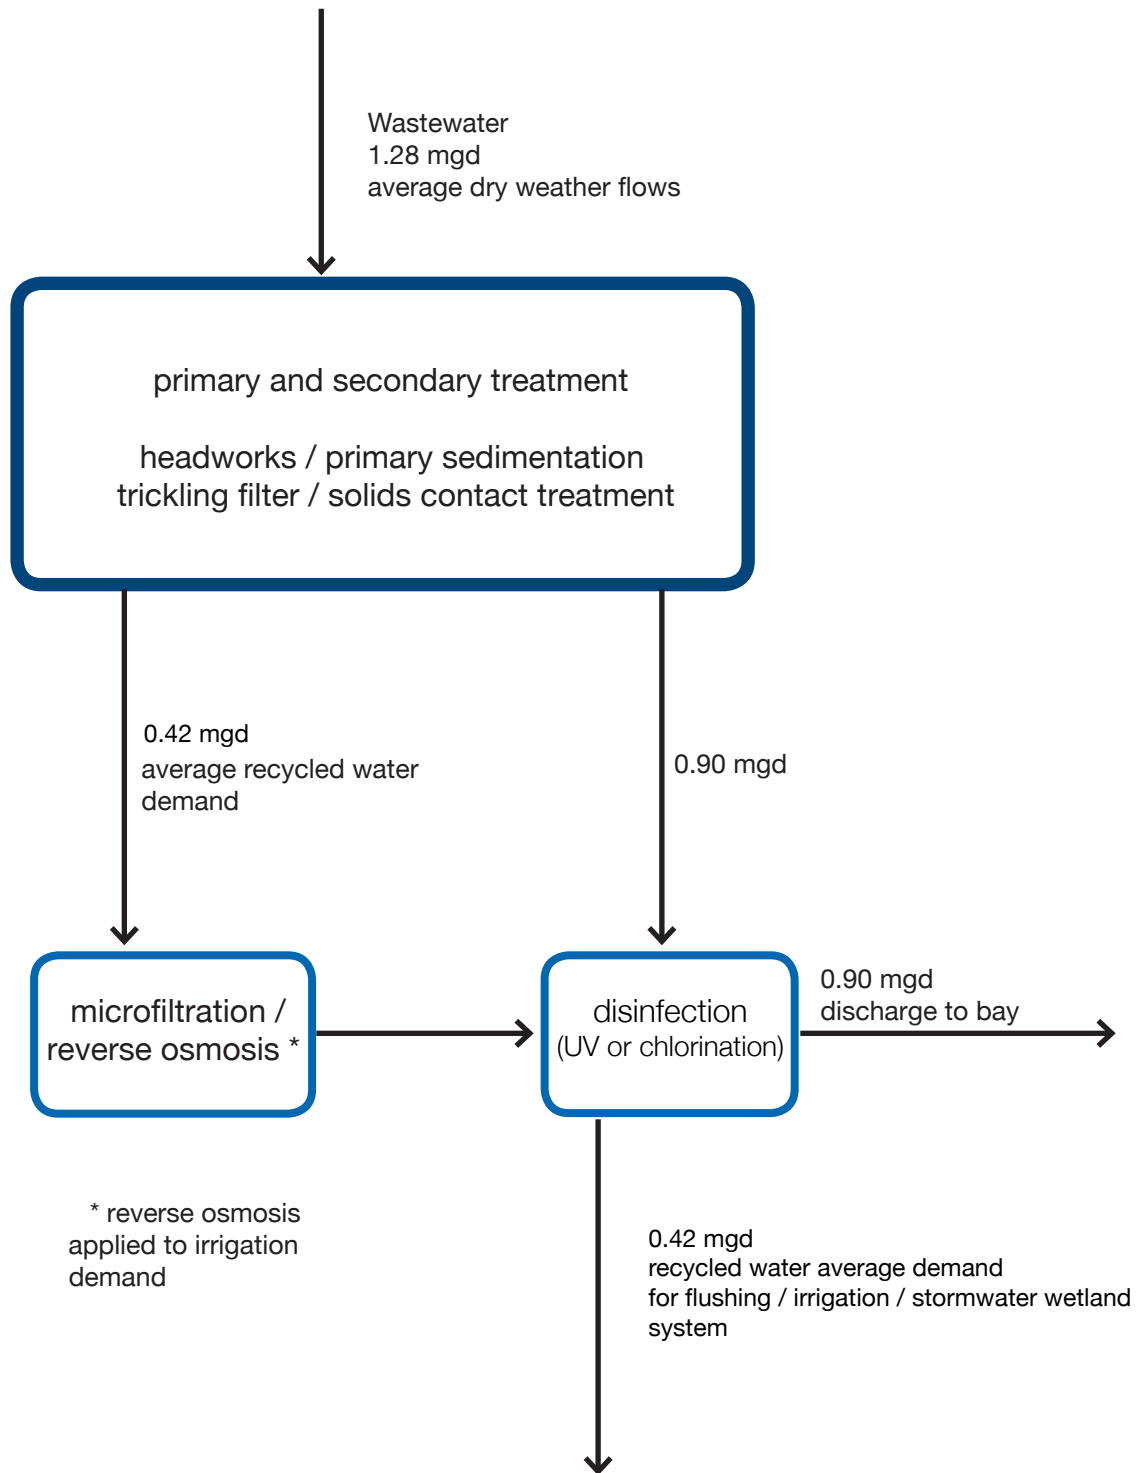 Wastewater
1.28 mgd
average dry weather flows
primary and secondary treatment
headworks / primary sedimentation
trickling filter / solids contact treatment
0.42 mgd
average recycled water
demand
0.90 mgd
microfiltration /
reverse osmosis *
disinfection
(UV or chlorination)
0.90 mgd
discharge to bay
* reverse osmosis
applied to irrigation
demand
0.42 mgd
recycled water average demand
for flushing / irrigation / stormwater wetland
system